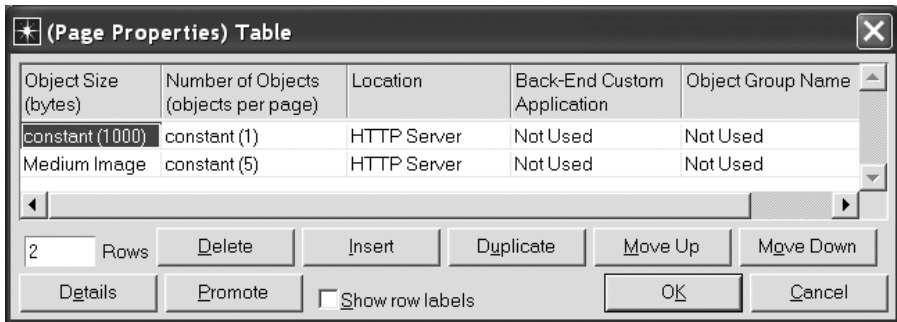 (Page Properties) Table
Object Size (bytes) Number of Objects (objects per page) Location Back-End Custom Application Object Group Name
constant (1000) constant (1) HTTP Server Not Used Not Used
Medium Image constant (5) HTTP Server Not Used Not Used
2 Rows Delete Insert Duplicate Move Up Move Down
Details Promote Show row labels OK Cancel